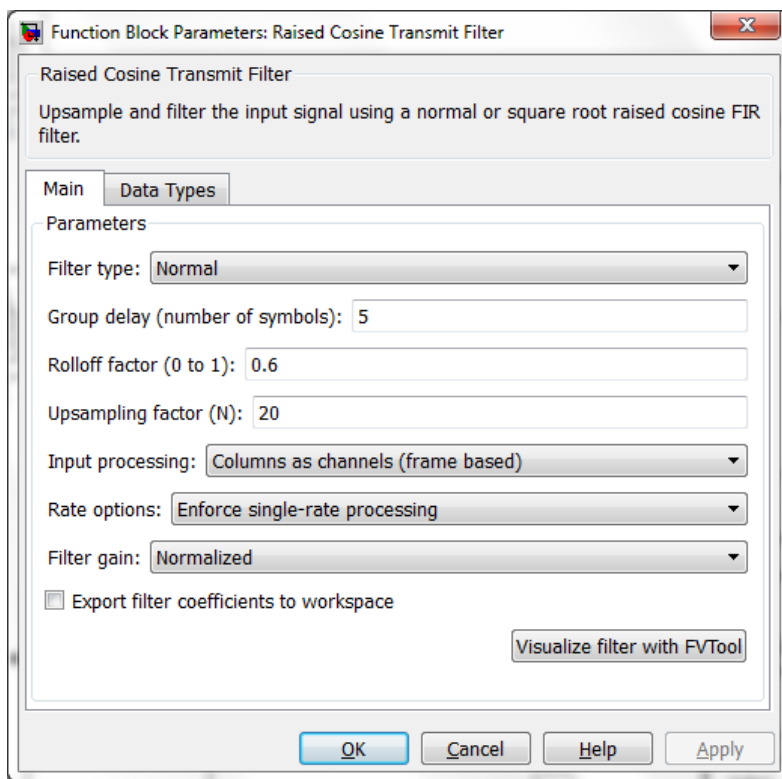 Function Block Parameters: Raised Cosine Transmit Filter
Raised Cosine Transmit Filter
Upsample and filter the input signal using a normal or square root raised cosine FIR
filter.
Main
Data Types
Parameters
Filter type: Normal
Group delay (number of symbols): 5
Rolloff factor (0 to 1): 0.6
Upsampling factor (N): 20
Input processing: Columns as channels (frame based)
Rate options: Enforce single-rate processing
Filter gain: Normalized
Export filter coefficients to workspace
Visualize filter with FVTool
OK
Cancel
Help
Apply